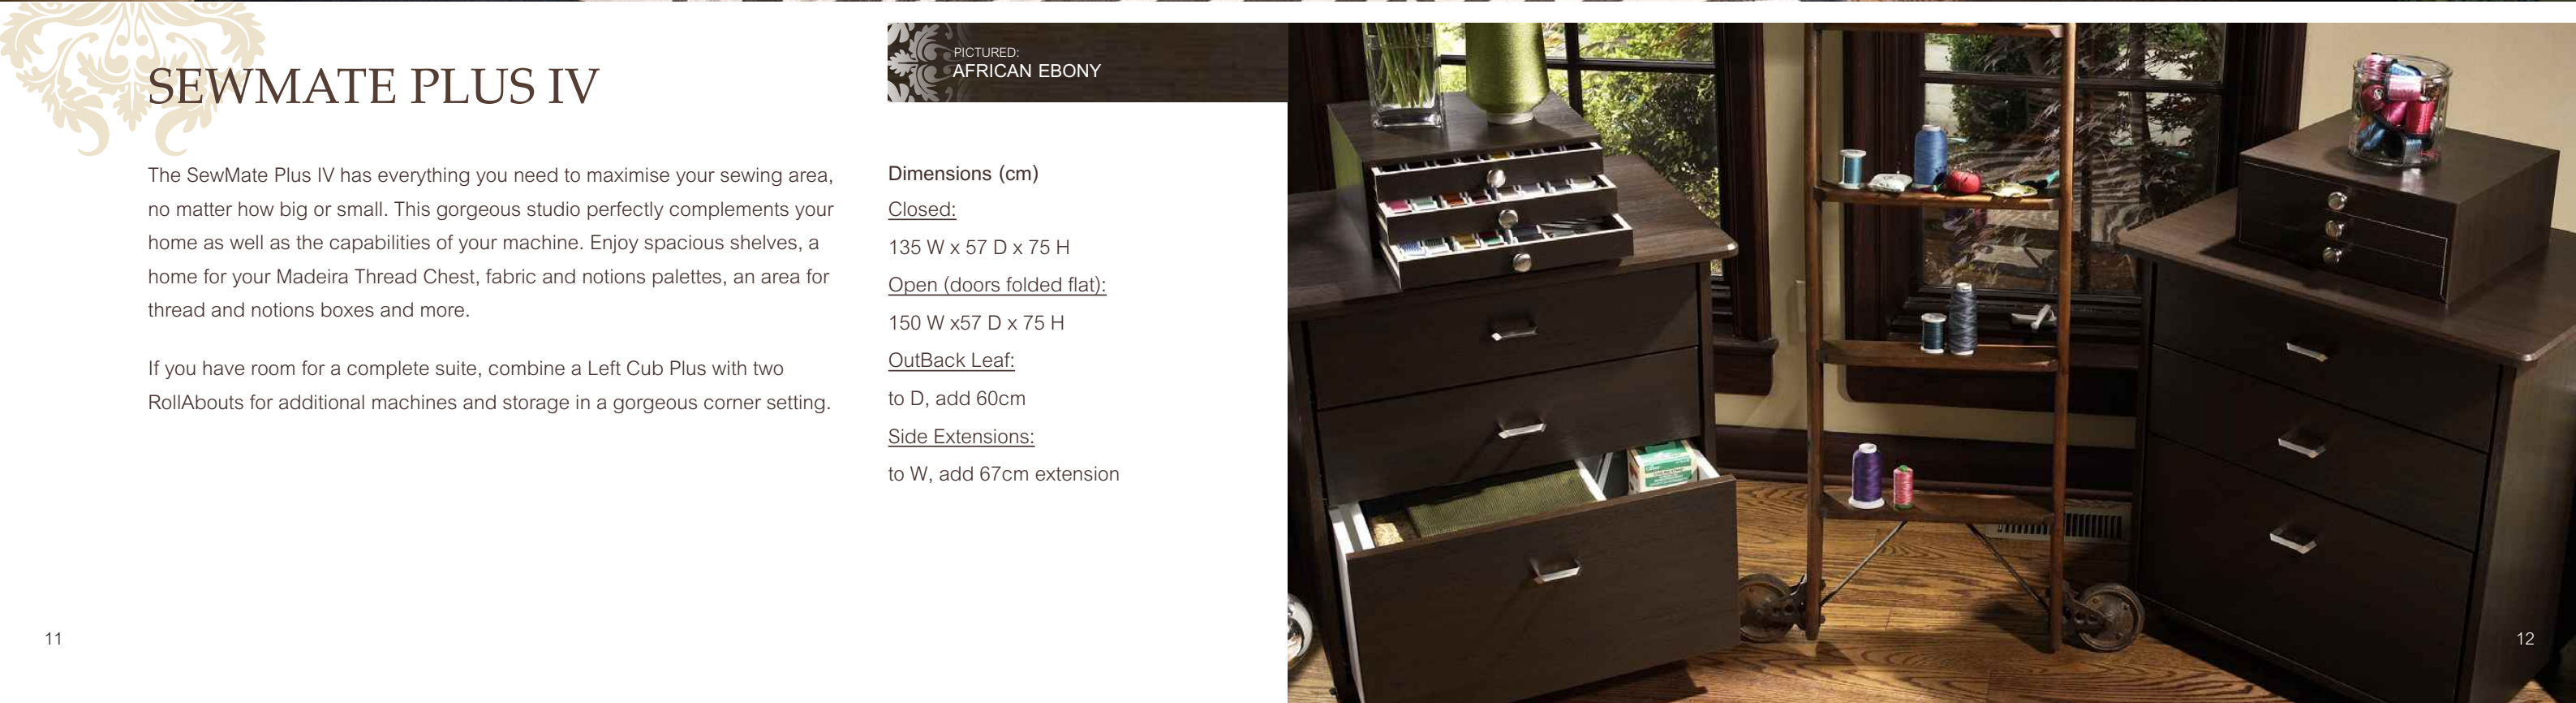 SEWMATE PLUS IV
The SewMate Plus IV has everything you need to maximise your sewing area,
no matter how big or small. This gorgeous studio perfectly complements your
home as well as the capabilities of your machine. Enjoy spacious shelves, a
home for your Madeira Thread Chest, fabric and notions palettes, an area for
thread and notions boxes and more.
If you have room for a complete suite, combine a Left Cub Plus with two
RollAbouts for additional machines and storage in a gorgeous corner setting.
11
PICTURED:
AFRICAN EBONY
Dimensions (cm)
Closed:
135 W x 57 D x 75 H
Open (doors folded flat):
150 W x57 D x 75 H
OutBack Leaf:
to D, add 60cm
Side Extensions:
to W, add 67cm extension
12